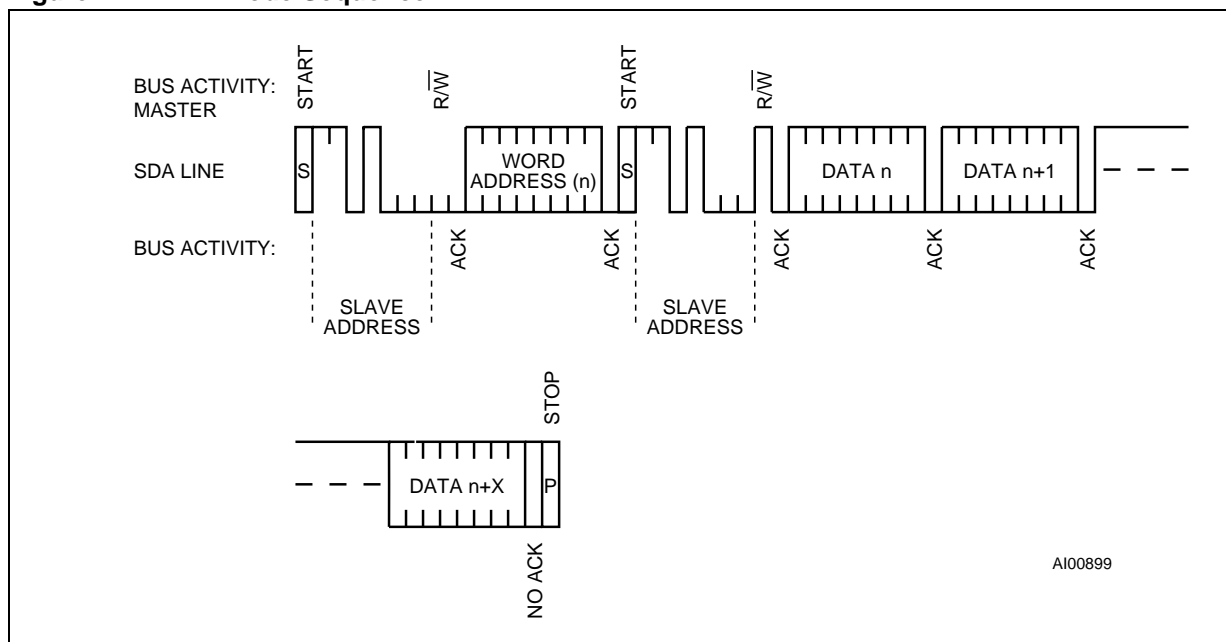 BUS ACTIVITY:
MASTER
START
R/W
START
R/W
SDA LINE
S
WORD
ADDRESS (n)
S
DATA n
DATA n+1
BUS ACTIVITY:
ACK
ACK
ACK
ACK
ACK
SLAVE
ADDRESS
SLAVE
ADDRESS
STOP
DATA n+X
P
NO ACK
AI00899